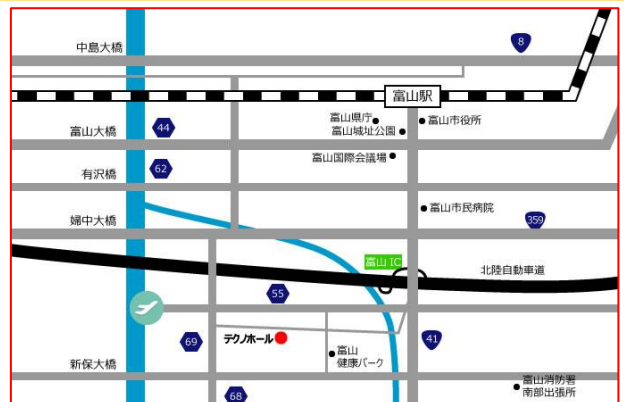 中島大橋
8
富山駅
富山県庁
富山城址公園
富山市役所
富山大橋
44
富山国際会議場
有沢橋
62
富山市民病院
婦中大橋
359
富山 IC
北陸自動車道
55
69
テクノホール
41
富山
健康パーク
新保大橋
68
富山消防署
南部出張所